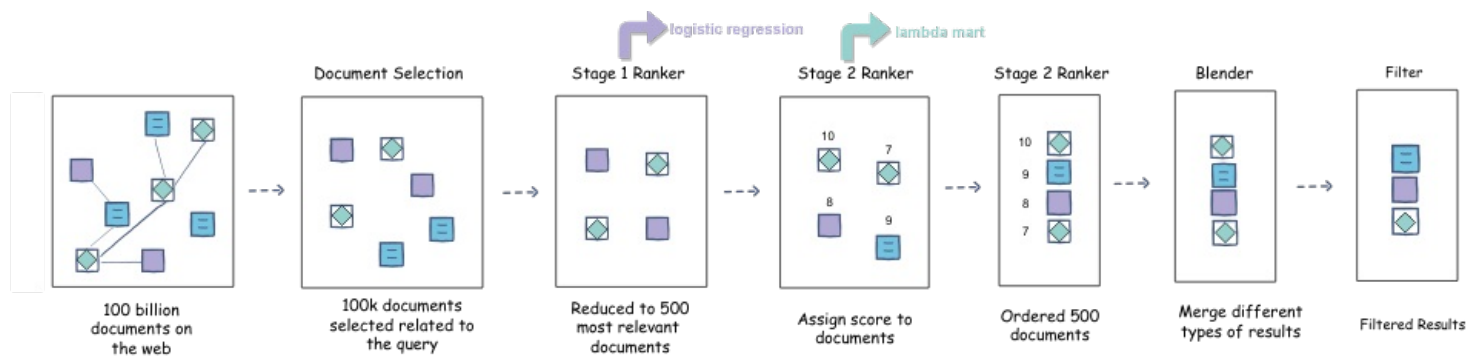 logistic regression
lambda mart
Document Selection
Stage 1 Ranker
Stage 2 Ranker
Stage 2 Ranker
Blender
Filter
10
7
8
9
10
9
8
7
100 billion
documents on
the web
100k documents
selected related to
the query
Reduced to 500
most relevant
documents
Assign score to
documents
Ordered 500
documents
Merge different
types of results
Filtered Results